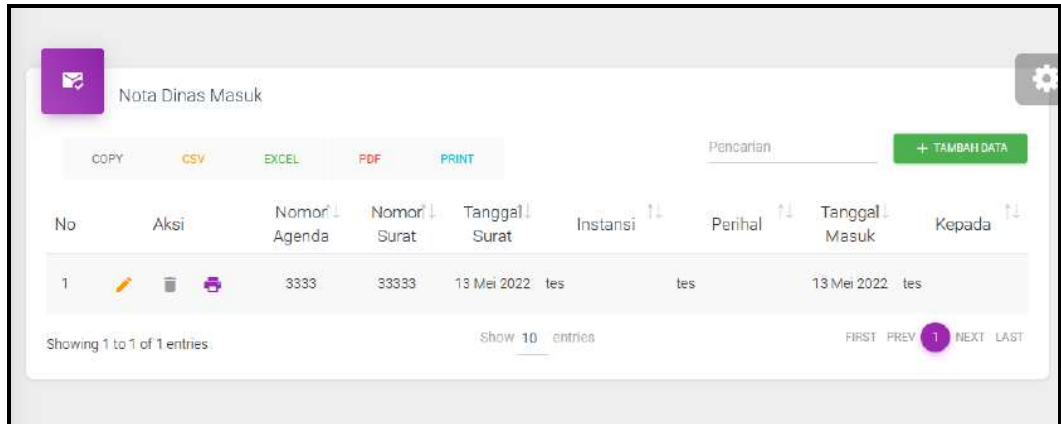 Nota Dinas Masuk
COPY CSV EXCEL PDF PRINT Pencarian + TAMBAH DATA
No Aksi Nomor Agenda Nomor Surat Tanggal Surat Instansi Perihal Tanggal Masuk Kepada
1 3333 33333 13 Mei 2022 tes tes 13 Mei 2022 tes
Showing 1 to 1 of 1 entries Show 10 entries FIRST PREV 1 NEXT LAST